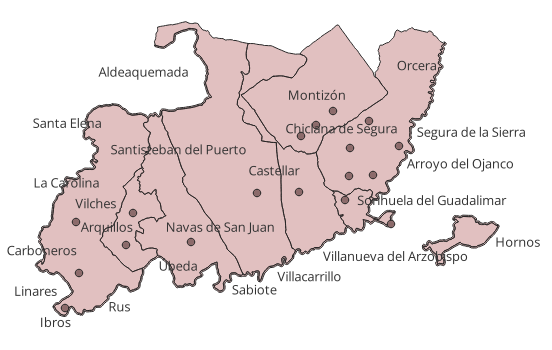 Orcera
Aldeaquemada
Montizón
Santa Elena
Chiclana de Segura
Segura de la Sierra
Santisteban del Puerto
Arroyo del Ojanco
Castellar
La Carolina
Vilches
Sorihuela del Guadalimar
Arquillos
Navas de San Juan
Hornos
Carboneros
Villanueva del Arzobispo
Úbeda
Villacarrillo
Linares
Sabiote
Rus
Ibros